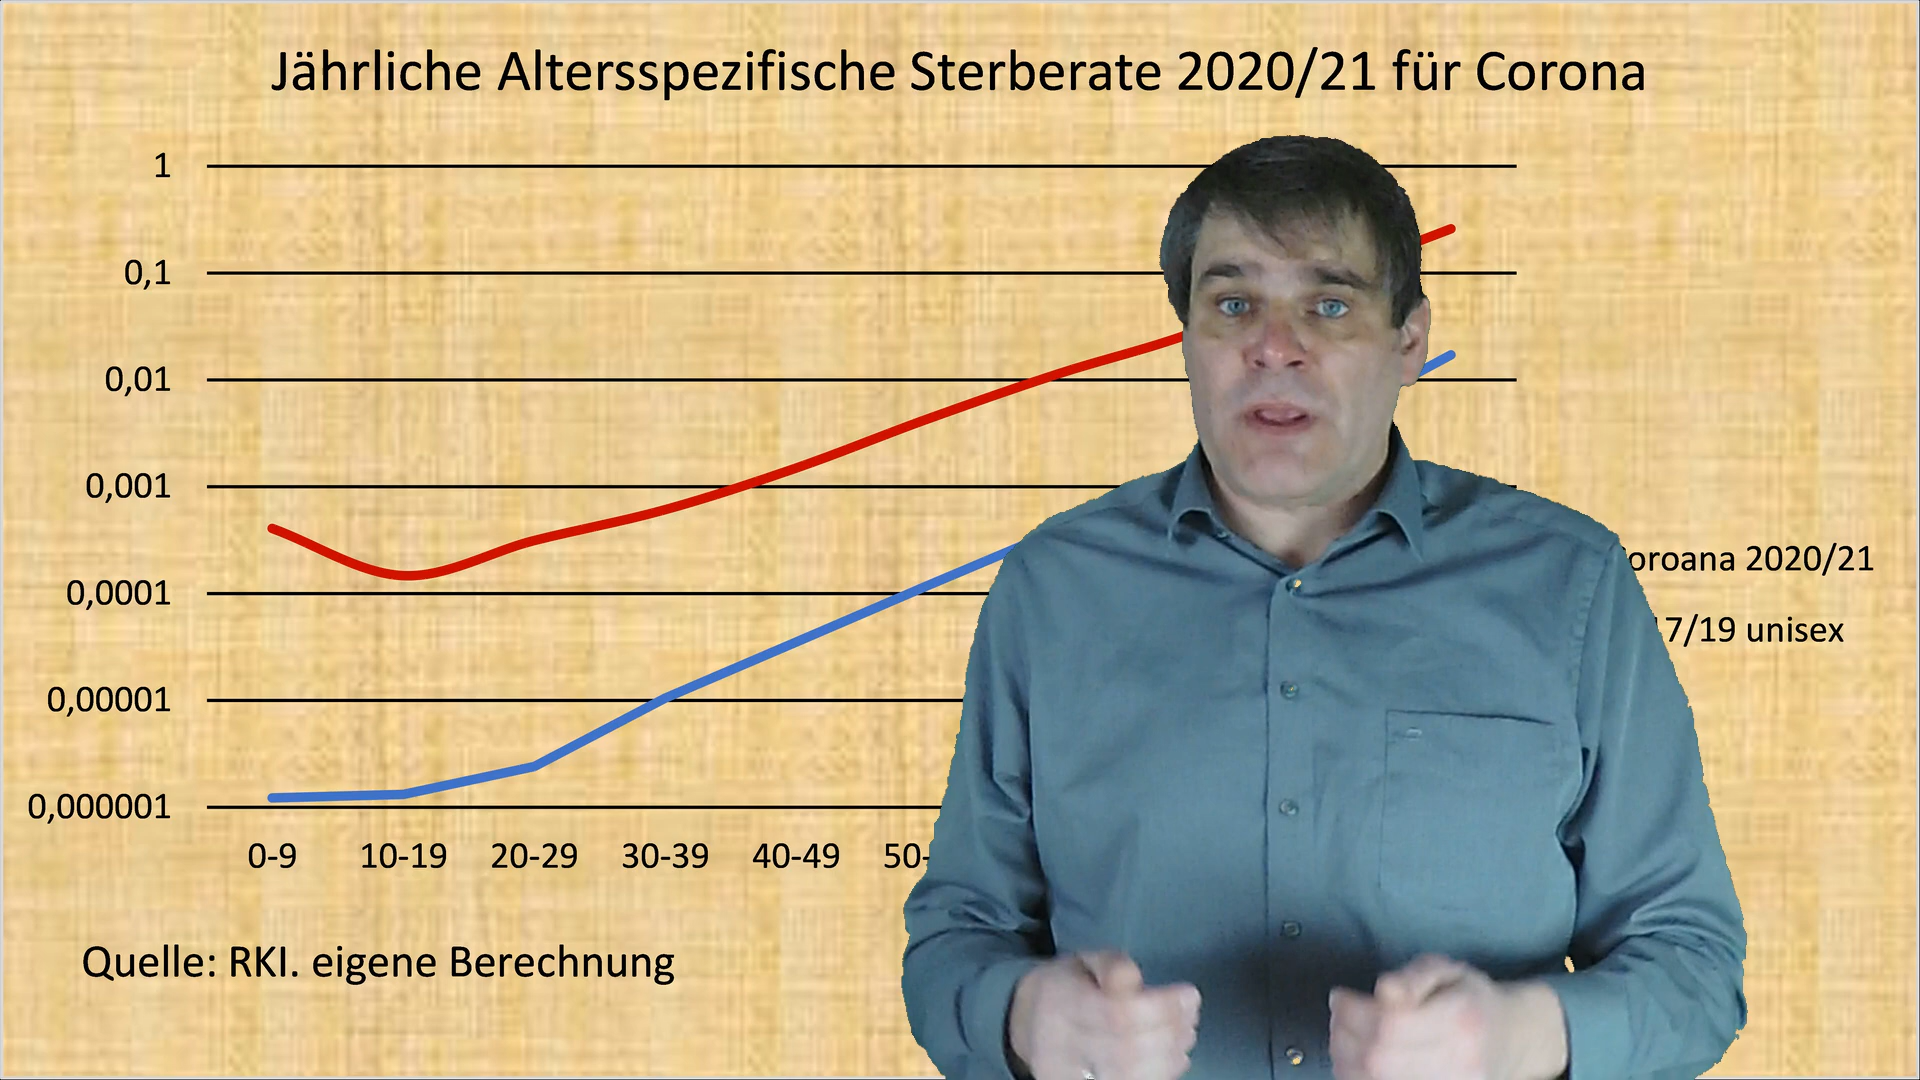 Jährliche Altersspezifische Sterberate 2020/21 für Corona
1
0,1
0,01
0,001
0,0001
0,00001
0,000001
0-9 10-19 20-29 30-39 40-49 50-
oroana 2020/21
17/19 unisex
Quelle: RKI. eigene Berechnung